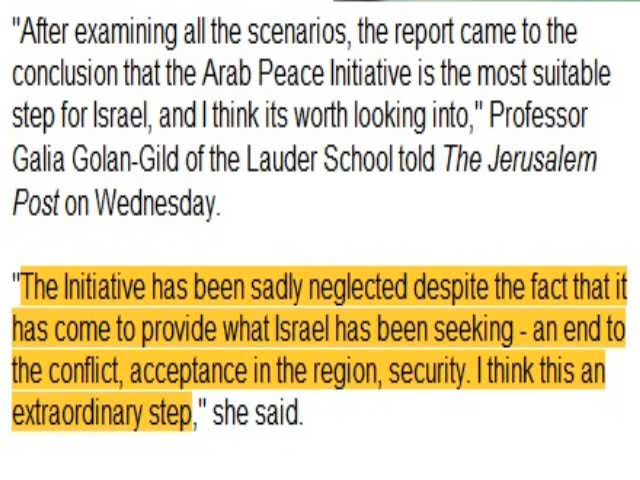 "After examining all the scenarios, the report came to the
conclusion that the Arab Peace Initiative is the most suitable
step for Israel, and I think its worth looking into," Professor
Galia Golan-Gild of the Lauder School told The Jerusalem
Post on Wednesday.
"The Initiative has been sadly neglected despite the fact that it
has come to provide what Israel has been seeking - an end to
the conflict, acceptance in the region, security. I think this an
extraordinary step," she said.